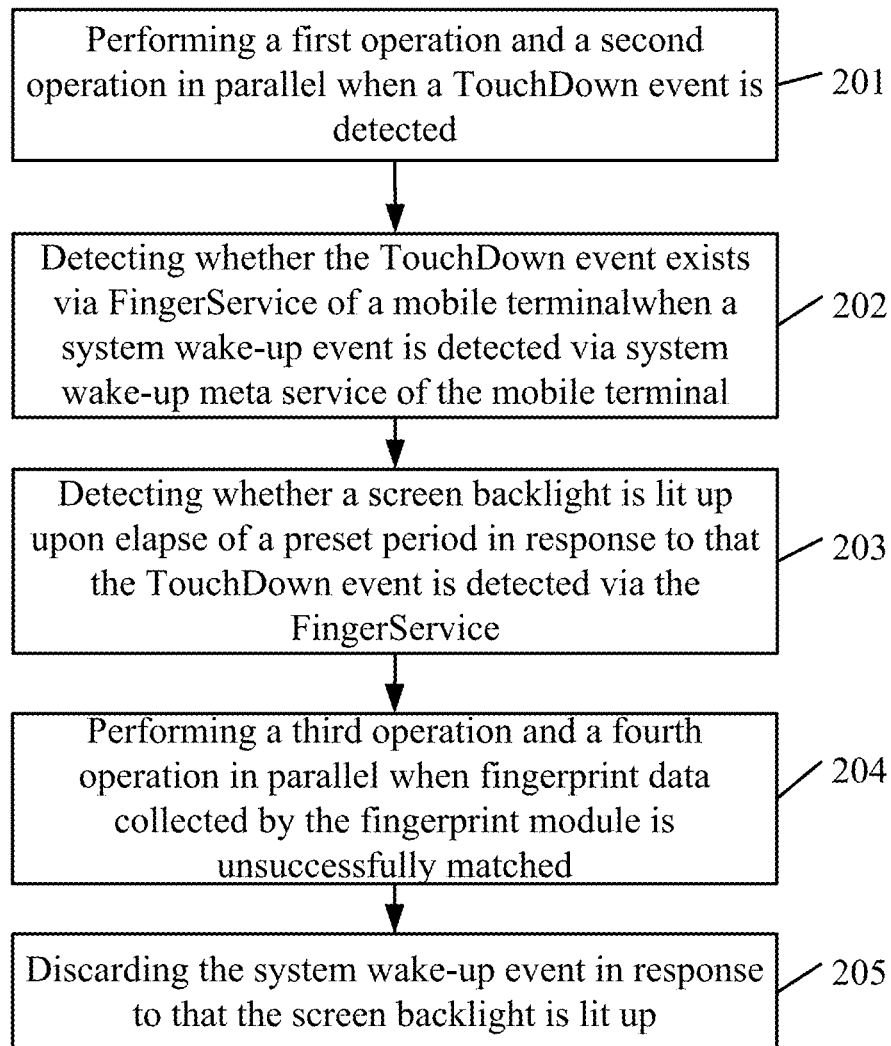 Performing a first operation and a second
operation in parallel when a TouchDown event is
detected
201
Detecting whether the TouchDown event exists
via FingerService of a mobile terminalwhen a
system wake-up event is detected via system
wake-up meta service of the mobile terminal
202
Detecting whether a screen backlight is lit up
upon elapse of a preset period in response to that
the TouchDown event is detected via the
FingerService
203
Performing a third operation and a fourth
operation in parallel when fingerprint data
collected by the fingerprint module is
unsuccessfully matched
204
Discarding the system wake-up event in response
to that the screen backlight is lit up
205